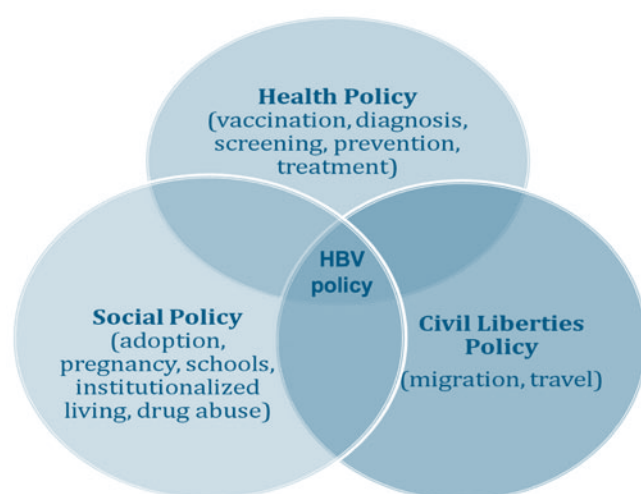 Health Policy
(vaccination, diagnosis,
screening, prevention,
treatment)
HBV
policy
Social Policy
(adoption,
pregnancy, schools,
institutionalized
living, drug abuse)
Civil Liberties
Policy
(migration, travel)